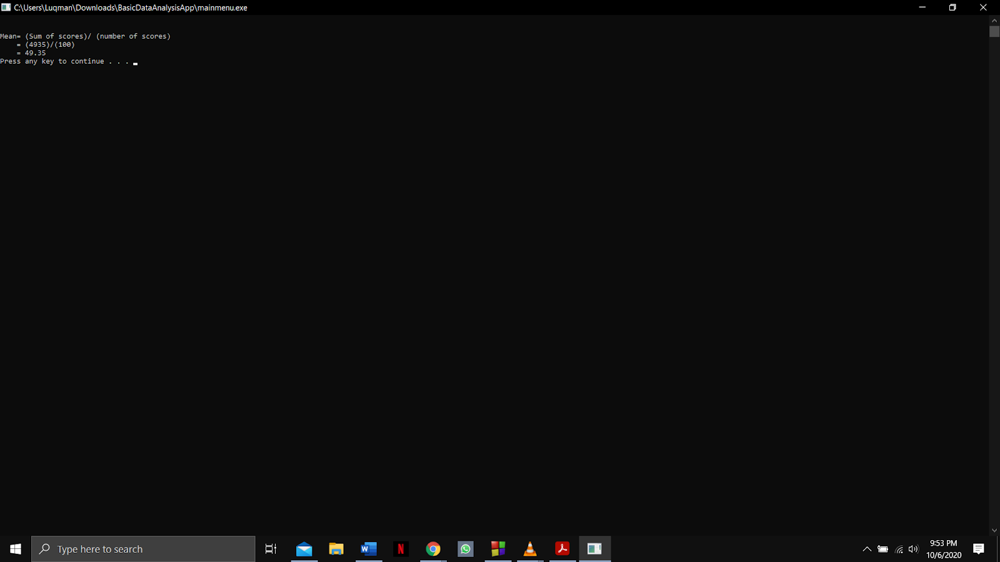 C:\Users\Luqman\Downloads\BasicDataAnalysisApp\mainmenu.exe
Mean= (Sum of scores)/ (number of scores)
= (4935)/(100)
= 49.35
Press any key to continue . . .
Type here to search
W
N
9:53 PM
10/6/2020